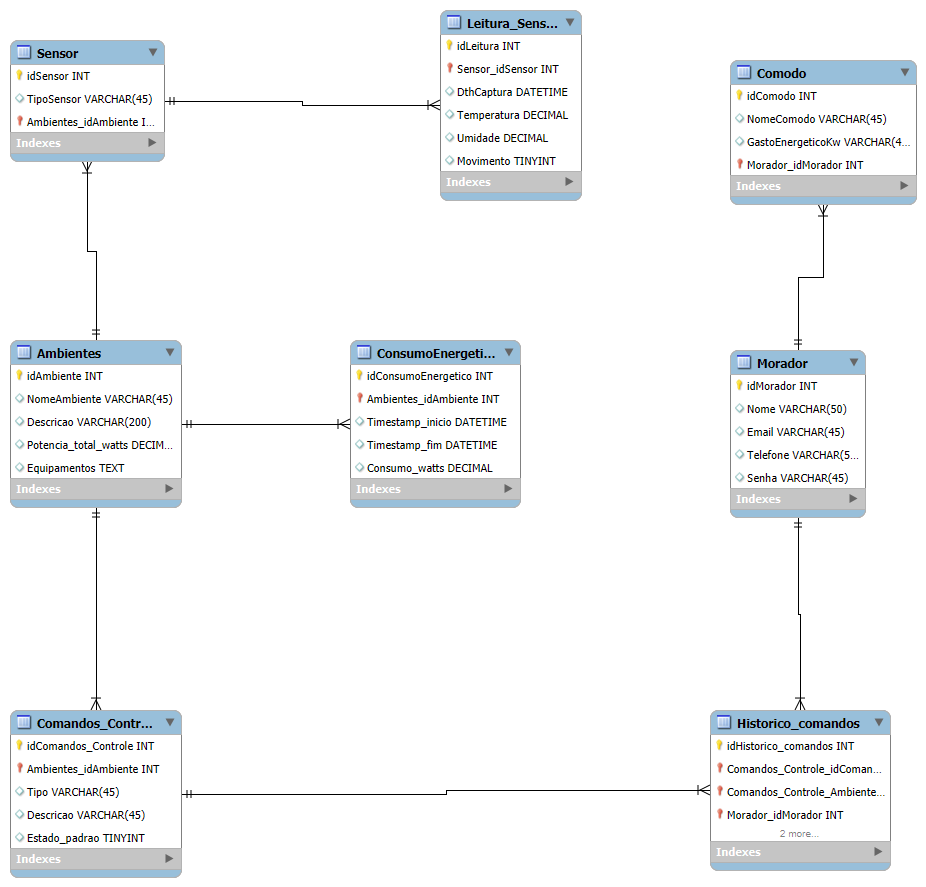 Sensor
idSensor INT
TipoSensor VARCHAR(45)
Ambientes_idAmbiente I...
Indexes
Leitura_Sens...
idLeitura INT
Sensor_idSensor INT
DthCaptura DATETIME
Temperatura DECIMAL
Umidade DECIMAL
Movimento TINYINT
Indexes
Comodo
idComodo INT
NomeComodo VARCHAR(45)
GastoEnergeticoKw VARCHAR(4...
Morador_idMorador INT
Indexes
Ambientes
idAmbiente INT
NomeAmbiente VARCHAR(45)
Descricao VARCHAR(200)
Potencia_total_watts DECIM...
Equipamentos TEXT
Indexes
ConsumoEnergeti...
idConsumoEnergetico INT
Ambientes_idAmbiente INT
Timestamp_inicio DATETIME
Timestamp_fim DATETIME
Consumo_watts DECIMAL
Indexes
Morador
idMorador INT
Nome VARCHAR(50)
Email VARCHAR(45)
Telefone VARCHAR(5...
Senha VARCHAR(45)
Indexes
Comandos_Contr...
idComandos_Controle INT
Ambientes_idAmbiente INT
Tipo VARCHAR(45)
Descricao VARCHAR(45)
Estado_padrao TINYINT
Indexes
Historico_comandos
idHistorico_comandos INT
Comandos_Controle_idComan...
Comandos_Controle_Ambiente...
Morador_idMorador INT
2 more...
Indexes